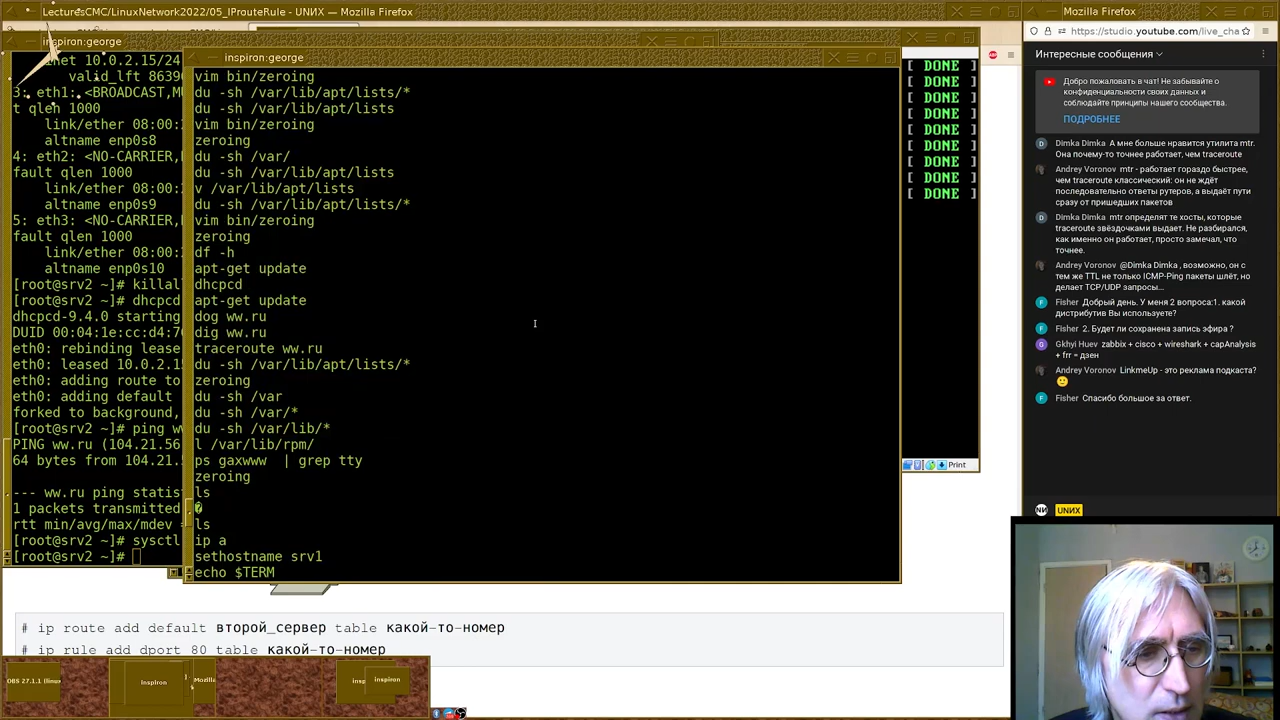 LecturesCMC/LinuxNetwork2022/05_IProuteRule - UNИX — Mozilla Firefox
Mozilla Firefox
inspiron:george
inet 10.0.2.15/24
valid_lft 8639
3: eth1: <BROADCAST,MU
t qlen 1000
link/ether 08:00:
altname enp0s8
4: eth2: <NO-CARRIER,
fault qlen 1000
link/ether 08:00:
altname enp0s9
5: eth3: <NO-CARRIER,
fault qlen 1000
link/ether 08:00:
altname enp0s10
[root@srv2 ~]# killal
[root@srv2 ~]# dhcpcd
dhcpcd-9.4.0 starting
DUID 00:04:1e:cc:d4:7
eth0: rebinding lease
eth0: leased 10.0.2.1
eth0: adding route to
eth0: adding default
forked to background,
[root@srv2 ~]# ping w
PING ww.ru (104.21.56
64 bytes from 104.21.
--- ww.ru ping statis
1 packets transmitted
rtt min/avg/max/mdev
[root@srv2 ~]# sysctl
[root@srv2 ~]#
inspiron:george
vim bin/zeroing
du -sh /var/lib/apt/lists/*
du -sh /var/lib/apt/lists
vim bin/zeroing
zeroing
du -sh /var/
du -sh /var/lib/apt/lists
v /var/lib/apt/lists
du -sh /var/lib/apt/lists/*
vim bin/zeroing
zeroing
df -h
apt-get update
dhcpcd
apt-get update
dog ww.ru
dig ww.ru
traceroute ww.ru
du -sh /var/lib/apt/lists/*
zeroing
du -sh /var
du -sh /var/*
du -sh /var/lib/*
l /var/lib/rpm/
ps gaxwww | grep tty
zeroing
ls
�
ls
ip a
sethostname srv1
echo $TERM
[ DONE ]
[ DONE ]
[ DONE ]
[ DONE ]
[ DONE ]
[ DONE ]
[ DONE ]
[ DONE ]
[ DONE ]
Print
# ip route add default второй_сервер table какой-то-номер
# ip rule add dport 80 table какой-то-номер
OBS 27.1.1 (linux
inspiron
Mozilla
insp
inspiron
https://studio.youtube.com/live_cha
Интересные сообщения
Добро пожаловать в чат! Не забывайте о
конфиденциальности своих данных и
соблюдайте принципы нашего сообщества.
ПОДРОБНЕЕ
Dimka Dimka А мне больше нравится утилита mtr.
Она почему-то точнее работает, чем traceroute
Andrey Voronov mtr - работает гораздо быстрее,
чем traceroute классический: он не ждёт
последовательно ответы рутеров, а выдаёт пути
сразу от пришедших пакетов
Dimka Dimka mtr определят те хосты, которые
traceroute звёздочками выдает. Не разбирался,
как именно он работает, просто замечал, что
точнее.
Andrey Voronov @Dimka Dimka , возможно, он с
тем же TTL не только ICMP-Ping пакеты шлёт, но
делает TCP/UDP запросы...
Fisher Добрый день. У меня 2 вопроса:1. какой
дистрибутив Вы используете?
Fisher 2. Будет ли сохранена запись эфира ?
Gkhyi Huev zabbix + cisco + wireshark + capAnalysis
+ frr = дзен
Andrey Voronov LinkmeUp - это реклама подкаста?
🙂
Fisher Спасибо большое за ответ.
UNИX